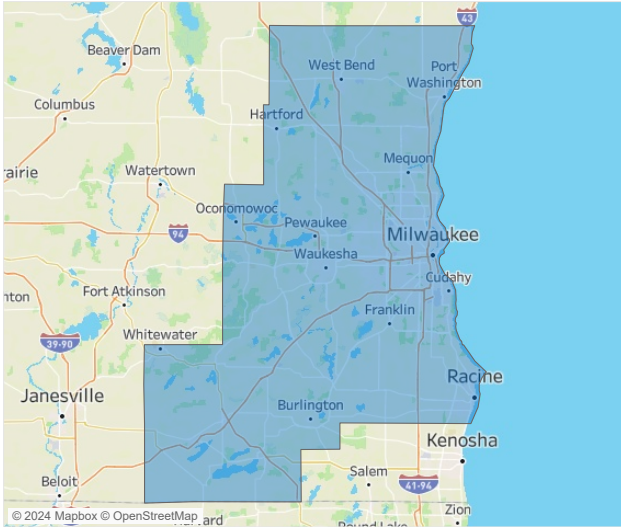 43
Beaver Dam
West Bend
Port
Washington
Columbus
Hartford
Mequon
rairie
Watertown
Oconomowoc
Pewaukee
94
Milwaukee
Waukesha
Cudahy
nton
Fort Atkinson
Franklin
Whitewater
39-90
Janesville
Racine
Burlington
Kenosha
Salem
Beloit
41-94
Zion
© 2024 Mapbox © OpenStreetMap